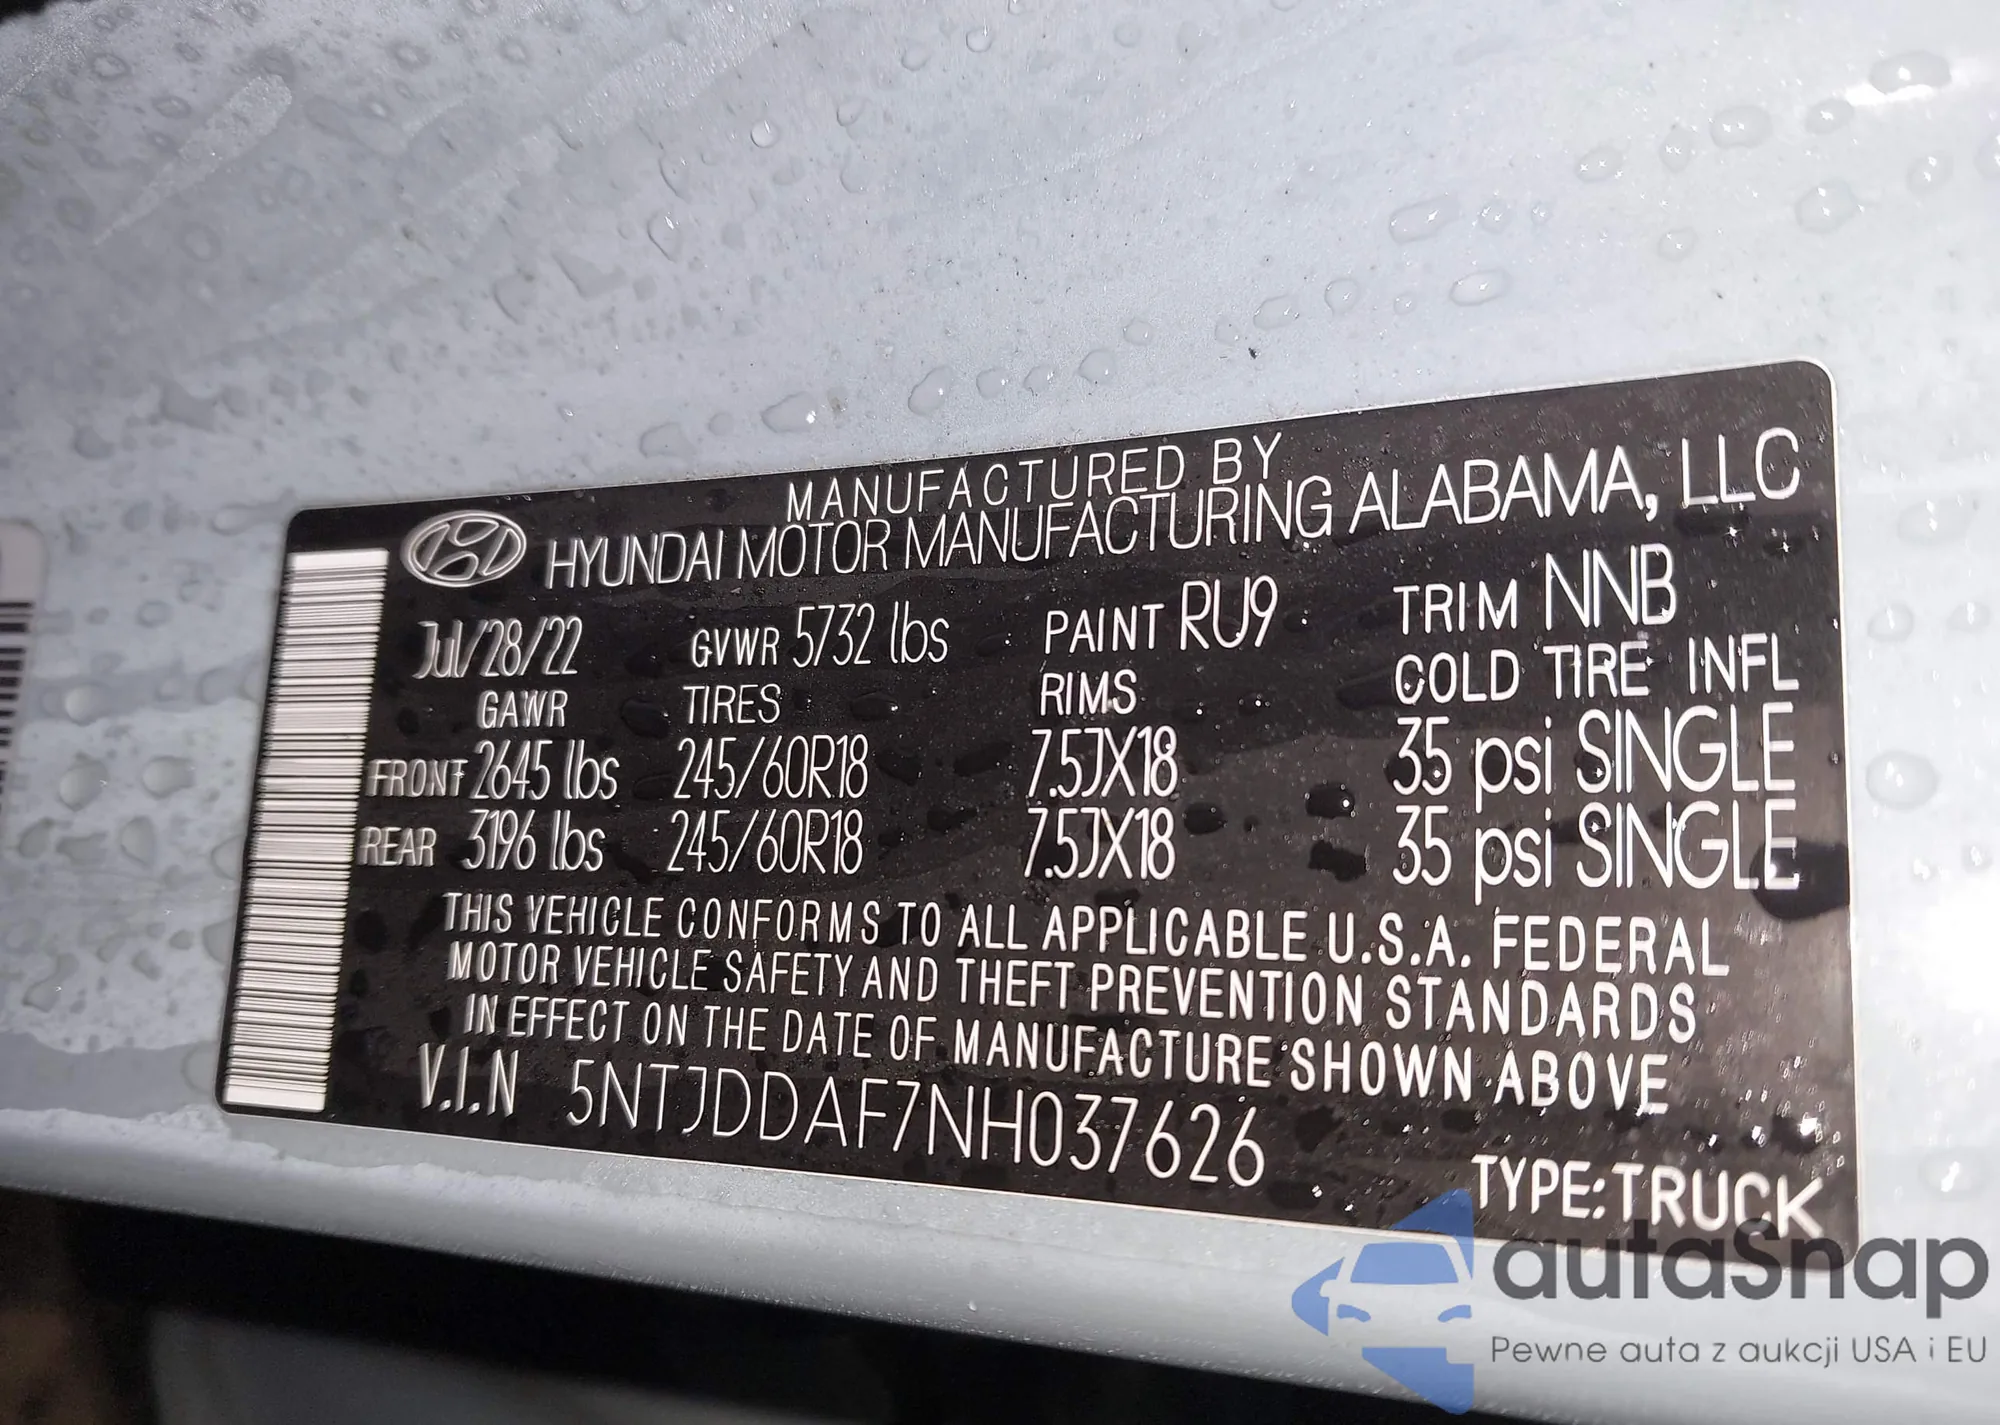 MANUFACTURED BY
HYUNDAI MOTOR MANUFACTURING ALABAMA, LLC
Jul/28/22 GVWR 5732 lbs PAINT RU9 TRIM NNB
GAWR TIRES RIMS COLD TIRE INFL
FRONT 2645 lbs 245/60R18 7.5JX18 35 psi SINGLE
REAR 3196 lbs 245/60R18 7.5JX18 35 psi SINGLE
THIS VEHICLE CONFORMS TO ALL APPLICABLE U.S.A. FEDERAL
MOTOR VEHICLE SAFETY AND THEFT PREVENTION STANDARDS
IN EFFECT ON THE DATE OF MANUFACTURE SHOWN ABOVE
V.I.N 5NTJDDAF7NH037626
TYPE:TRUCK
autaSnap
Pewne auta z aukcji USA i EU